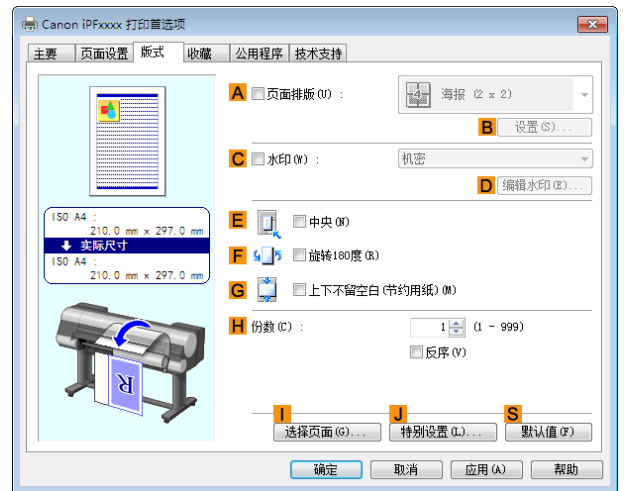 Canon iPFxxxx 打印首选项
主要 页面设置 版式 收藏 公用程序 技术支持
A 页面排版(U) : 4 海报 (2 x 2)
B 设置(S)...
C 水印(W) : 机密
D 编辑水印(E)...
ISO A4 :
210.0 mm x 297.0 mm
实际尺寸
ISO A4 :
210.0 mm x 297.0 mm
E 中央(N)
F 旋转180度(R)
G 上下不留空白(节约用纸)(M)
H 份数(C) : 1 (1 - 999)
反序(V)
R
I J S
选择页面(G)... 特别设置(L)... 默认值(F)
确定 取消 应用(A) 帮助